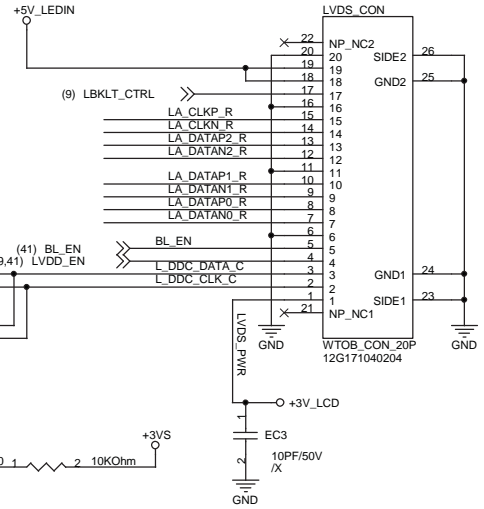 +5V_LEDIN
LVDS_CON
22 NP_NC2
20 20 SIDE2 26
19 19
18 18 GND2 25
(9) LBKLT_CTRL 17 17
16 16
LA_CLKP_R 15 15
LA_CLKN_R 14 14
LA_DATAP2_R 13 13
LA_DATAN2_R 12 12
11 11
LA_DATAP1_R 10 10
LA_DATAN1_R 9 9
LA_DATAP0_R 8 8
LA_DATAN0_R 7 7
6 6
(41) BL_EN BL_EN 5 5
9,41) LVDD_EN 4 4
L_DDC_DATA_C 3 3 GND1 24
L_DDC_CLK_C 2 2
1 1 SIDE1 23
21 NP_NC1
LVDS_PWR
GND
WTOB_CON_20P
12G171040204
GND
+3V_LCD
1
EC3
2
10PF/50V
/X
GND
+3VS
0 1 2 10KOhm